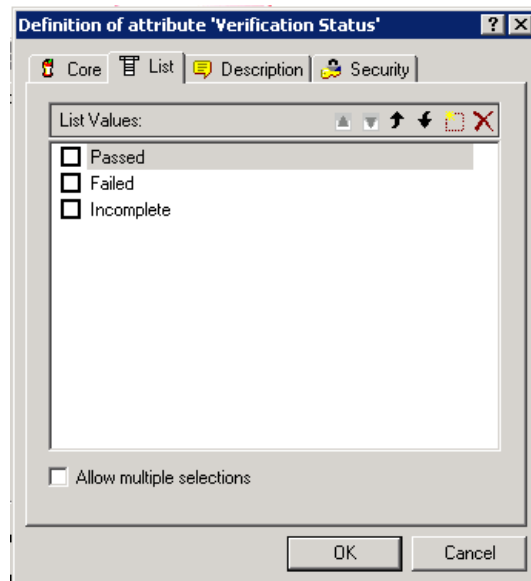 Definition of attribute 'Verification Status'
Core List Description Security
List Values:
Passed
Failed
Incomplete
Allow multiple selections
OK Cancel